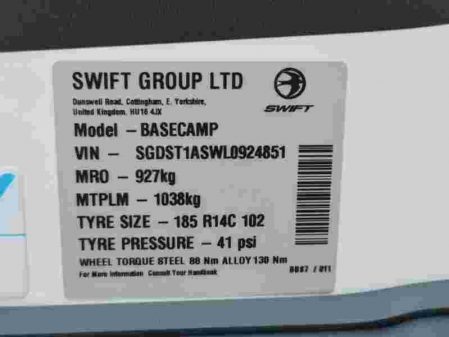 SWIFT GROUP LTD
Dunswell Road, Cottingham, E. Yorkshire,
United Kingdom, HU16 4JX
SWIFT
Model - BASECAMP
VIN - SGDST1ASWL0924851
MRO - 927kg
MTPLM - 1038kg
TYRE SIZE - 185 R14C 102
TYRE PRESSURE - 41 psi
WHEEL TORQUE STEEL 88 Nm ALLOY 130 Nm
For More Information Consult Your Handbook